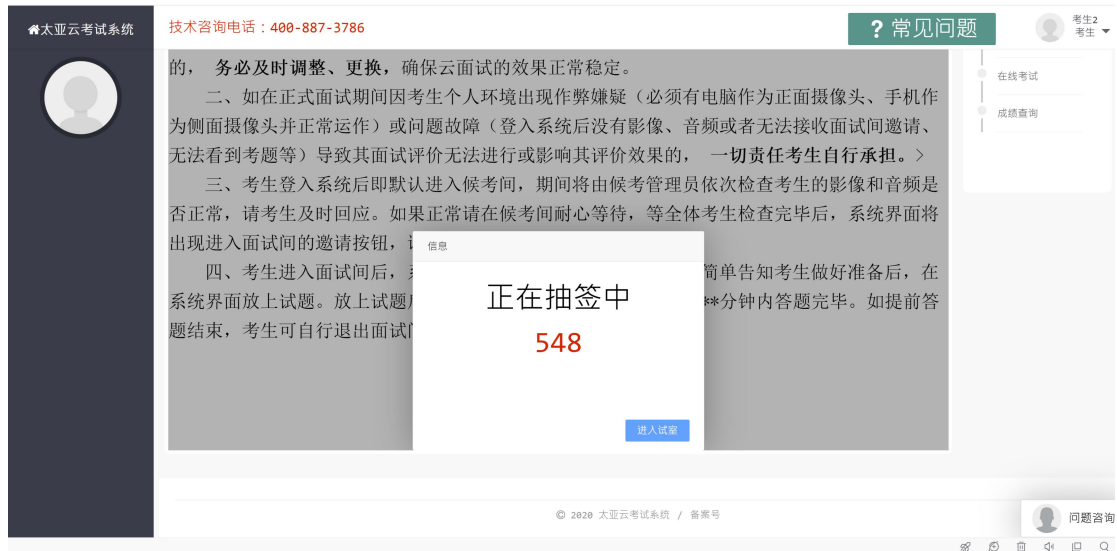 太亚云考试系统
技术咨询电话：400-887-3786
? 常见问题
考生2
考生
的， 务必及时调整、更换，确保云面试的效果正常稳定。
二、如在正式面试期间因考生个人环境出现作弊嫌疑（必须有电脑作为正面摄像头、手机作
为侧面摄像头并正常运作）或问题故障（登入系统后没有影像、音频或者无法接收面试间邀请、
无法看到考题等）导致其面试评价无法进行或影响其评价效果的， 一切责任考生自行承担。>
三、考生登入系统后即默认进入候考间，期间将由候考管理员依次检查考生的影像和音频是
否正常，请考生及时回应。如果正常请在候考间耐心等待，等全体考生检查完毕后，系统界面将
出现进入面试间的邀请按钮，
四、考生进入面试间后，
简单告知考生做好准备后，在
系统界面放上试题。放上试题
**分钟内答题完毕。如提前答
题结束，考生可自行退出面试
在线考试
成绩查询
信息
正在抽签中
548
进入试室
© 2020 太亚云考试系统 / 备案号
问题咨询